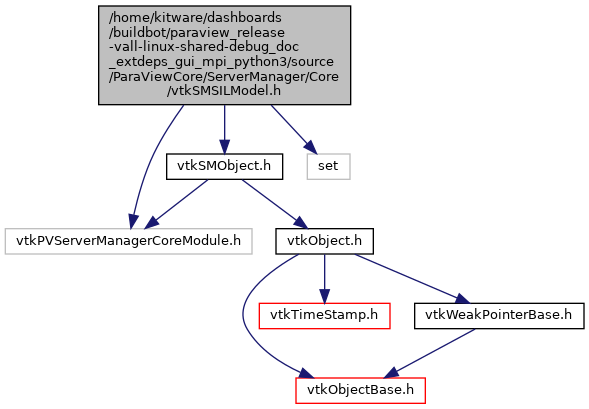 /home/kitware/dashboards
/buildbot/paraview_release
-vall-linux-shared-debug_doc
_extdeps_gui_mpi_python3/source
/ParaViewCore/ServerManager/Core
/vtkSMSILModel.h
vtkSMObject.h
set
vtkPVServerManagerCoreModule.h
vtkObject.h
vtkTimeStamp.h
vtkWeakPointerBase.h
vtkObjectBase.h